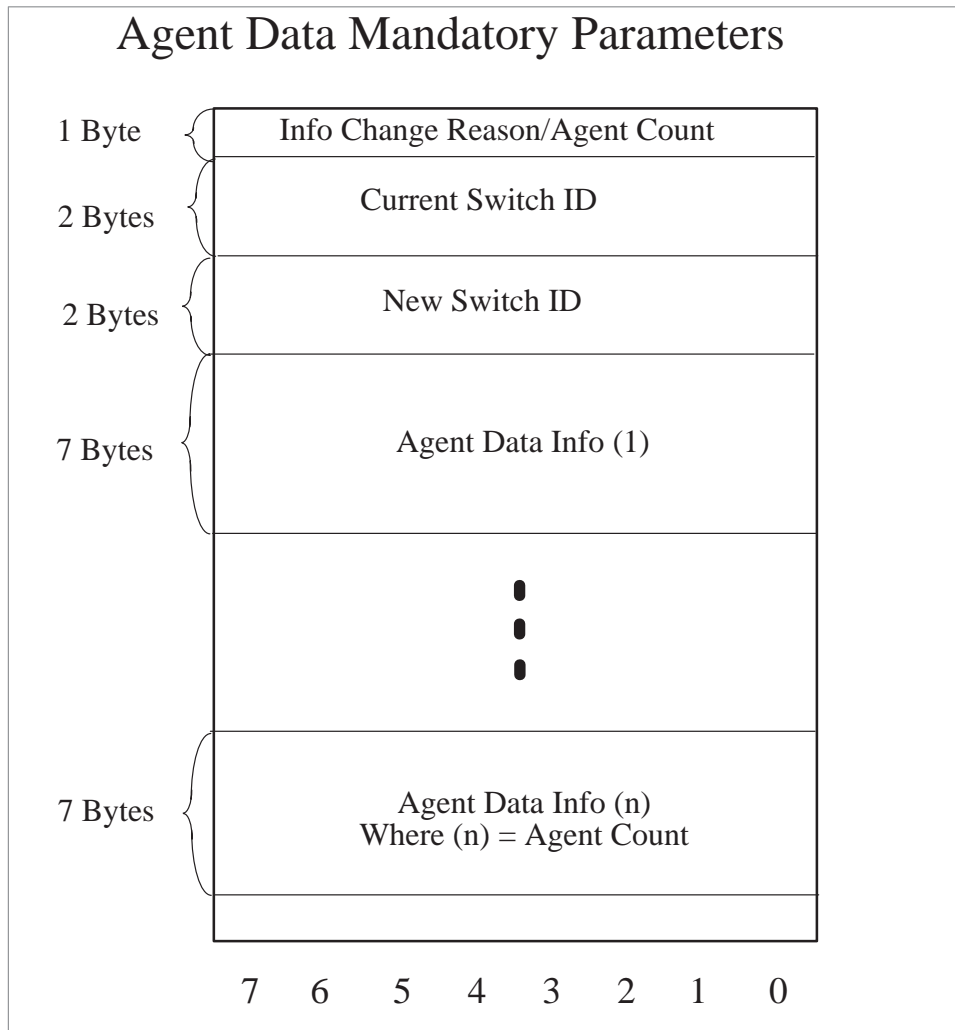 Agent Data Mandatory Parameters
1 Byte
Info Change Reason/Agent Count
2 Bytes
Current Switch ID
2 Bytes
New Switch ID
7 Bytes
Agent Data Info (1)
7 Bytes
Agent Data Info (n)
Where (n) = Agent Count
7 6 5 4 3 2 1 0